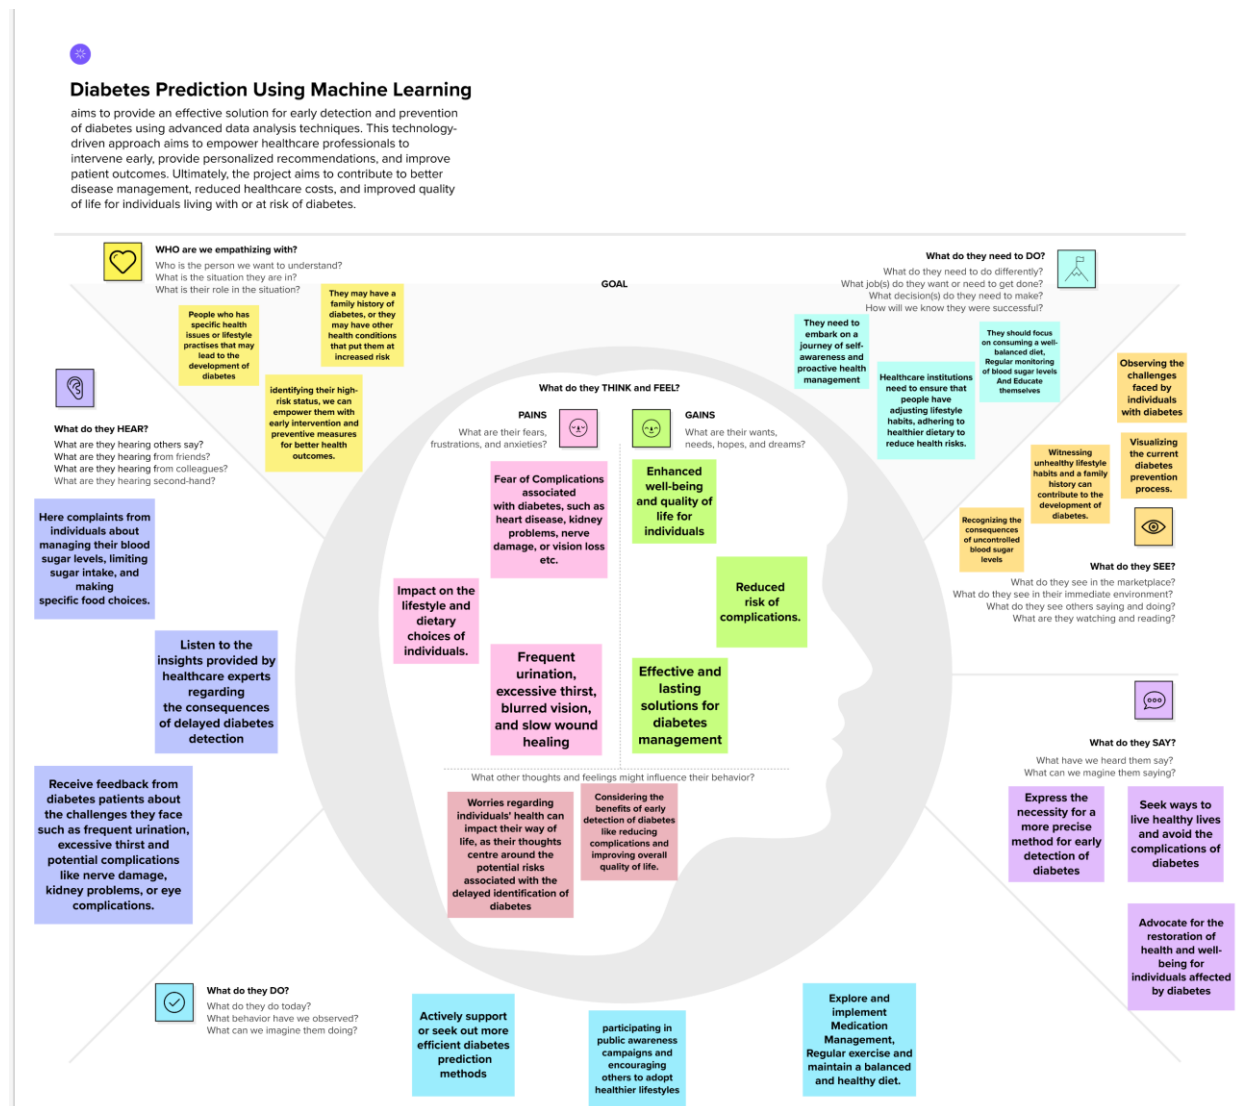 Diabetes Prediction Using Machine Learning
aims to provide an effective solution for early detection and prevention
of diabetes using advanced data analysis techniques. This technology-
driven approach aims to empower healthcare professionals to
intervene early, provide personalized recommendations, and improve
patient outcomes. Ultimately, the project aims to contribute to better
disease management, reduced healthcare costs, and improved quality
of life for individuals living with or at risk of diabetes.
WHO are we empathizing with?
Who is the person we want to understand?
What is the situation they are in?
What is their role in the situation?
People who has
specific health
issues or lifestyle
practises that may
lead to the
development of
diabetes
They may have a
family history of
diabetes, or they
may have other
health conditions
that put them at
increased risk
identifying their high-
risk status, we can
empower them with
early intervention and
preventive measures
for better health
outcomes.
GOAL
What do they need to DO?
What do they need to do differently?
What job(s) do they want or need to get done?
What decision(s) do they need to make?
How will we know they were successful?
They need to
embark on a
journey of self-
awareness and
proactive health
management
Healthcare institutions
need to ensure that
people have
adjusting lifestyle
habits, adhering to
healthier dietary to
reduce health risks.
They should focus
on consuming a well-
balanced diet,
Regular monitoring
of blood sugar levels
And Educate
themselves
Observing the
challenges
faced by
individuals
with diabetes
Visualizing
the current
diabetes
prevention
process.
Witnessing
unhealthy lifestyle
habits and a family
history can
contribute to the
development of
diabetes.
Recognizing the
consequences
of uncontrolled
blood sugar
levels
What do they SEE?
What do they see in the marketplace?
What do they see in their immediate environment?
What do they see others saying and doing?
What are they watching and reading?
What do they HEAR?
What are they hearing others say?
What are they hearing from friends?
What are they hearing from colleagues?
What are they hearing second-hand?
Here complaints from
individuals about
managing their blood
sugar levels, limiting
sugar intake, and
making
specific food choices.
Listen to the
insights provided by
healthcare experts
regarding
the consequences
of delayed diabetes
detection
Receive feedback from
diabetes patients about
the challenges they face
such as frequent urination,
excessive thirst and
potential complications
like nerve damage,
kidney problems, or eye
complications.
What do they THINK and FEEL?
PAINS
What are their fears,
frustrations, and anxieties?
GAINS
What are their wants,
needs, hopes, and dreams?
Fear of Complications
associated
with diabetes, such as
heart disease, kidney
problems, nerve
damage, or vision loss
etc.
Impact on the
lifestyle and
dietary
choices of
individuals.
Frequent
urination,
excessive thirst,
blurred vision,
and slow wound
healing
Enhanced
well-being
and quality of
life for
individuals
Reduced
risk of
complications.
Effective and
lasting
solutions for
diabetes
management
What other thoughts and feelings might influence their behavior?
Worries regarding
individuals' health can
impact their way of
life, as their thoughts
centre around the
potential risks
associated with the
delayed identification of
diabetes
Considering the
benefits of early
detection of diabetes
like reducing
complications and
improving overall
quality of life.
What do they SAY?
What have we heard them say?
What can we magine them saying?
Express the
necessity for a
more precise
method for early
detection of
diabetes
Seek ways to
live healthy lives
and avoid the
complications of
diabetes
Advocate for the
restoration of
health and well-
being for
individuals affected
by diabetes
What do they DO?
What do they do today?
What behavior have we observed?
What can we imagine them doing?
Actively support
or seek out more
efficient diabetes
prediction
methods
participating in
public awareness
campaigns and
encouraging
others to adopt
healthier lifestyles
Explore and
implement
Medication
Management,
Regular exercise and
maintain a balanced
and healthy diet.